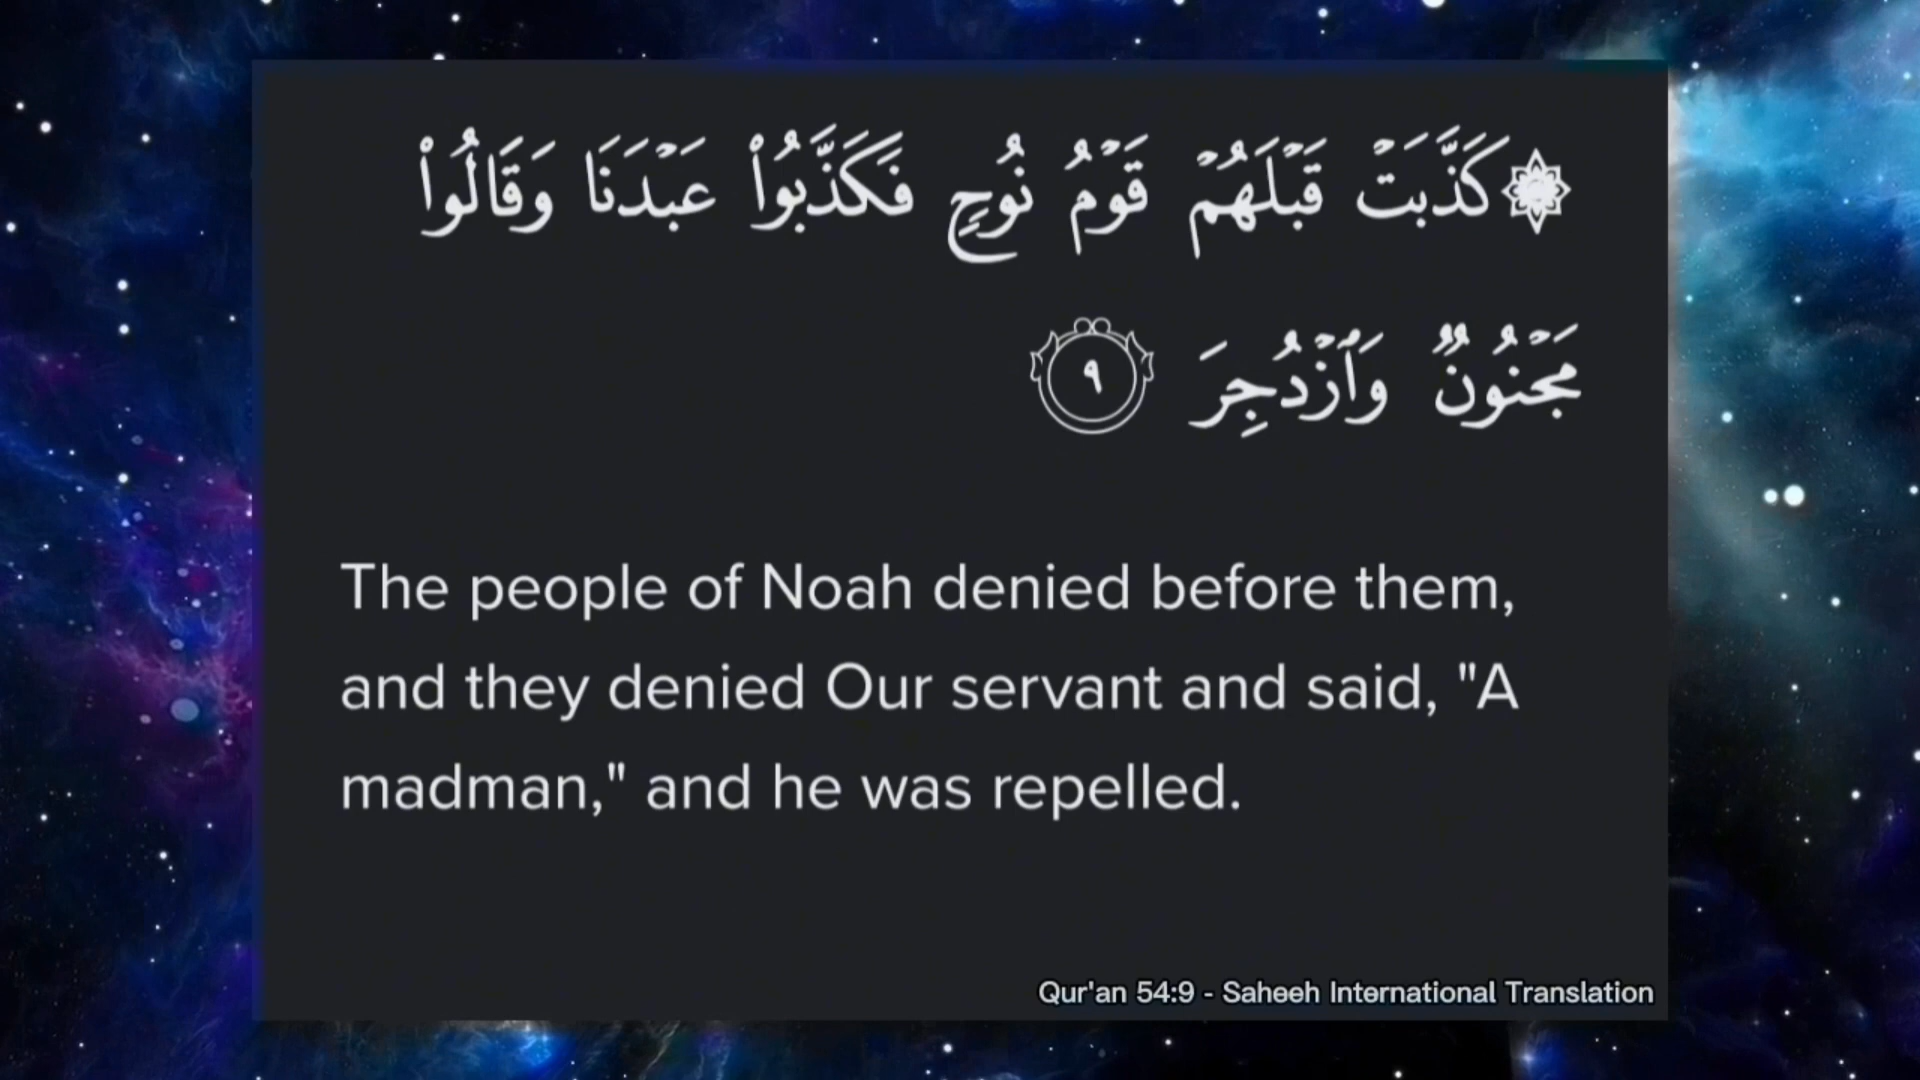 ۞ كَذَّبَتۡ قَبۡلَهُمۡ قَوۡمُ نُوحٖ فَكَذَّبُواْ عَبۡدَنَا وَقَالُواْ
مَجۡنُونٞ وَٱزۡدُجِرَ ٩
The people of Noah denied before them,
and they denied Our servant and said, "A
madman," and he was repelled.
Qur'an 54:9 - Saheeh International Translation